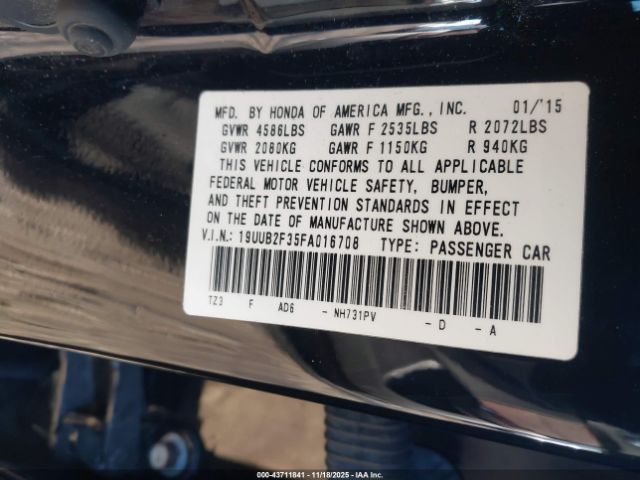 MFD. BY HONDA OF AMERICA MFG., INC. 01/'15
GVWR 4586LBS GAWR F 2535LBS R 2072LBS
GVWR 2080KG GAWR F 1150KG R 940KG
THIS VEHICLE CONFORMS TO ALL APPLICABLE
FEDERAL MOTOR VEHICLE SAFETY, BUMPER,
AND THEFT PREVENTION STANDARDS IN EFFECT
ON THE DATE OF MANUFACTURE SHOWN ABOVE.
V.I.N.: 19UUB2F35FA016708 TYPE: PASSENGER CAR
TZ3 F AD6 - NH731PV - D - A
000-43711841 - 11/18/2025 - IAA Inc.